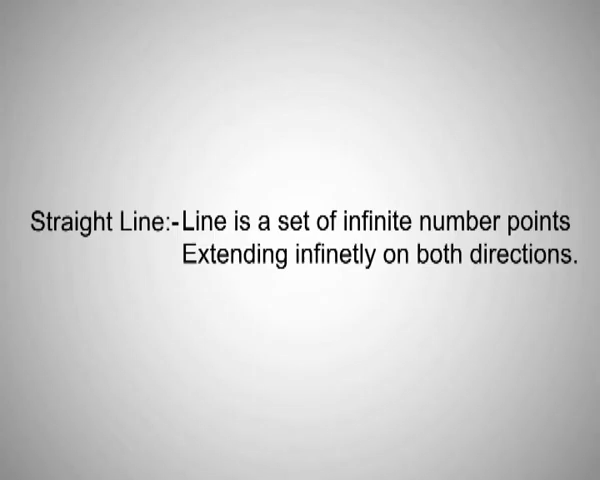 Straight Line:-Line is a set of infinite number points
Extending infinetly on both directions.